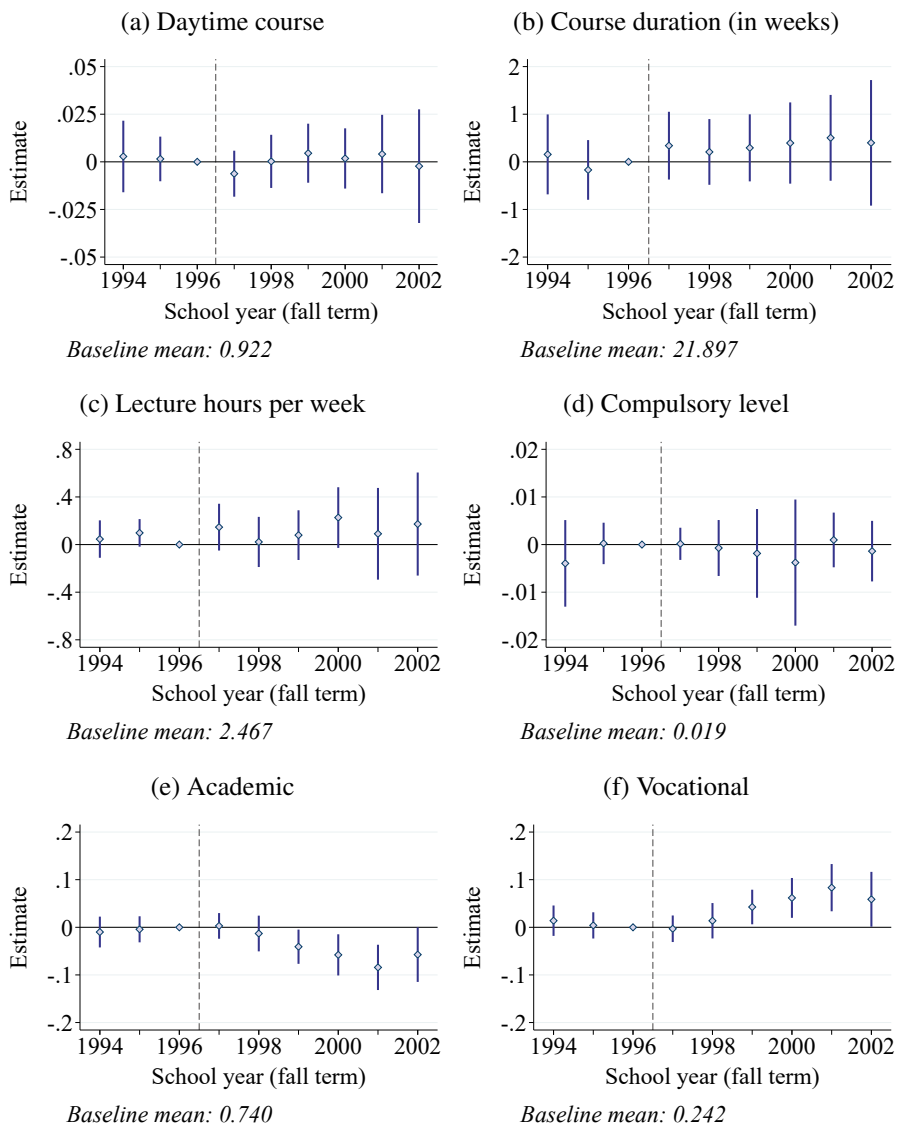 (a) Daytime course
.05
.025
0
-.025
-.05
Estimate
1994 1996 1998 2000 2002
School year (fall term)
Baseline mean: 0.922
(b) Course duration (in weeks)
2
1
0
-1
-2
Estimate
1994 1996 1998 2000 2002
School year (fall term)
Baseline mean: 21.897
(c) Lecture hours per week
.8
.4
0
-.4
-.8
Estimate
1994 1996 1998 2000 2002
School year (fall term)
Baseline mean: 2.467
(d) Compulsory level
.02
.01
0
-.01
-.02
Estimate
1994 1996 1998 2000 2002
School year (fall term)
Baseline mean: 0.019
(e) Academic
.2
.1
0
-.1
-.2
Estimate
1994 1996 1998 2000 2002
School year (fall term)
Baseline mean: 0.740
(f) Vocational
.2
.1
0
-.1
-.2
Estimate
1994 1996 1998 2000 2002
School year (fall term)
Baseline mean: 0.242